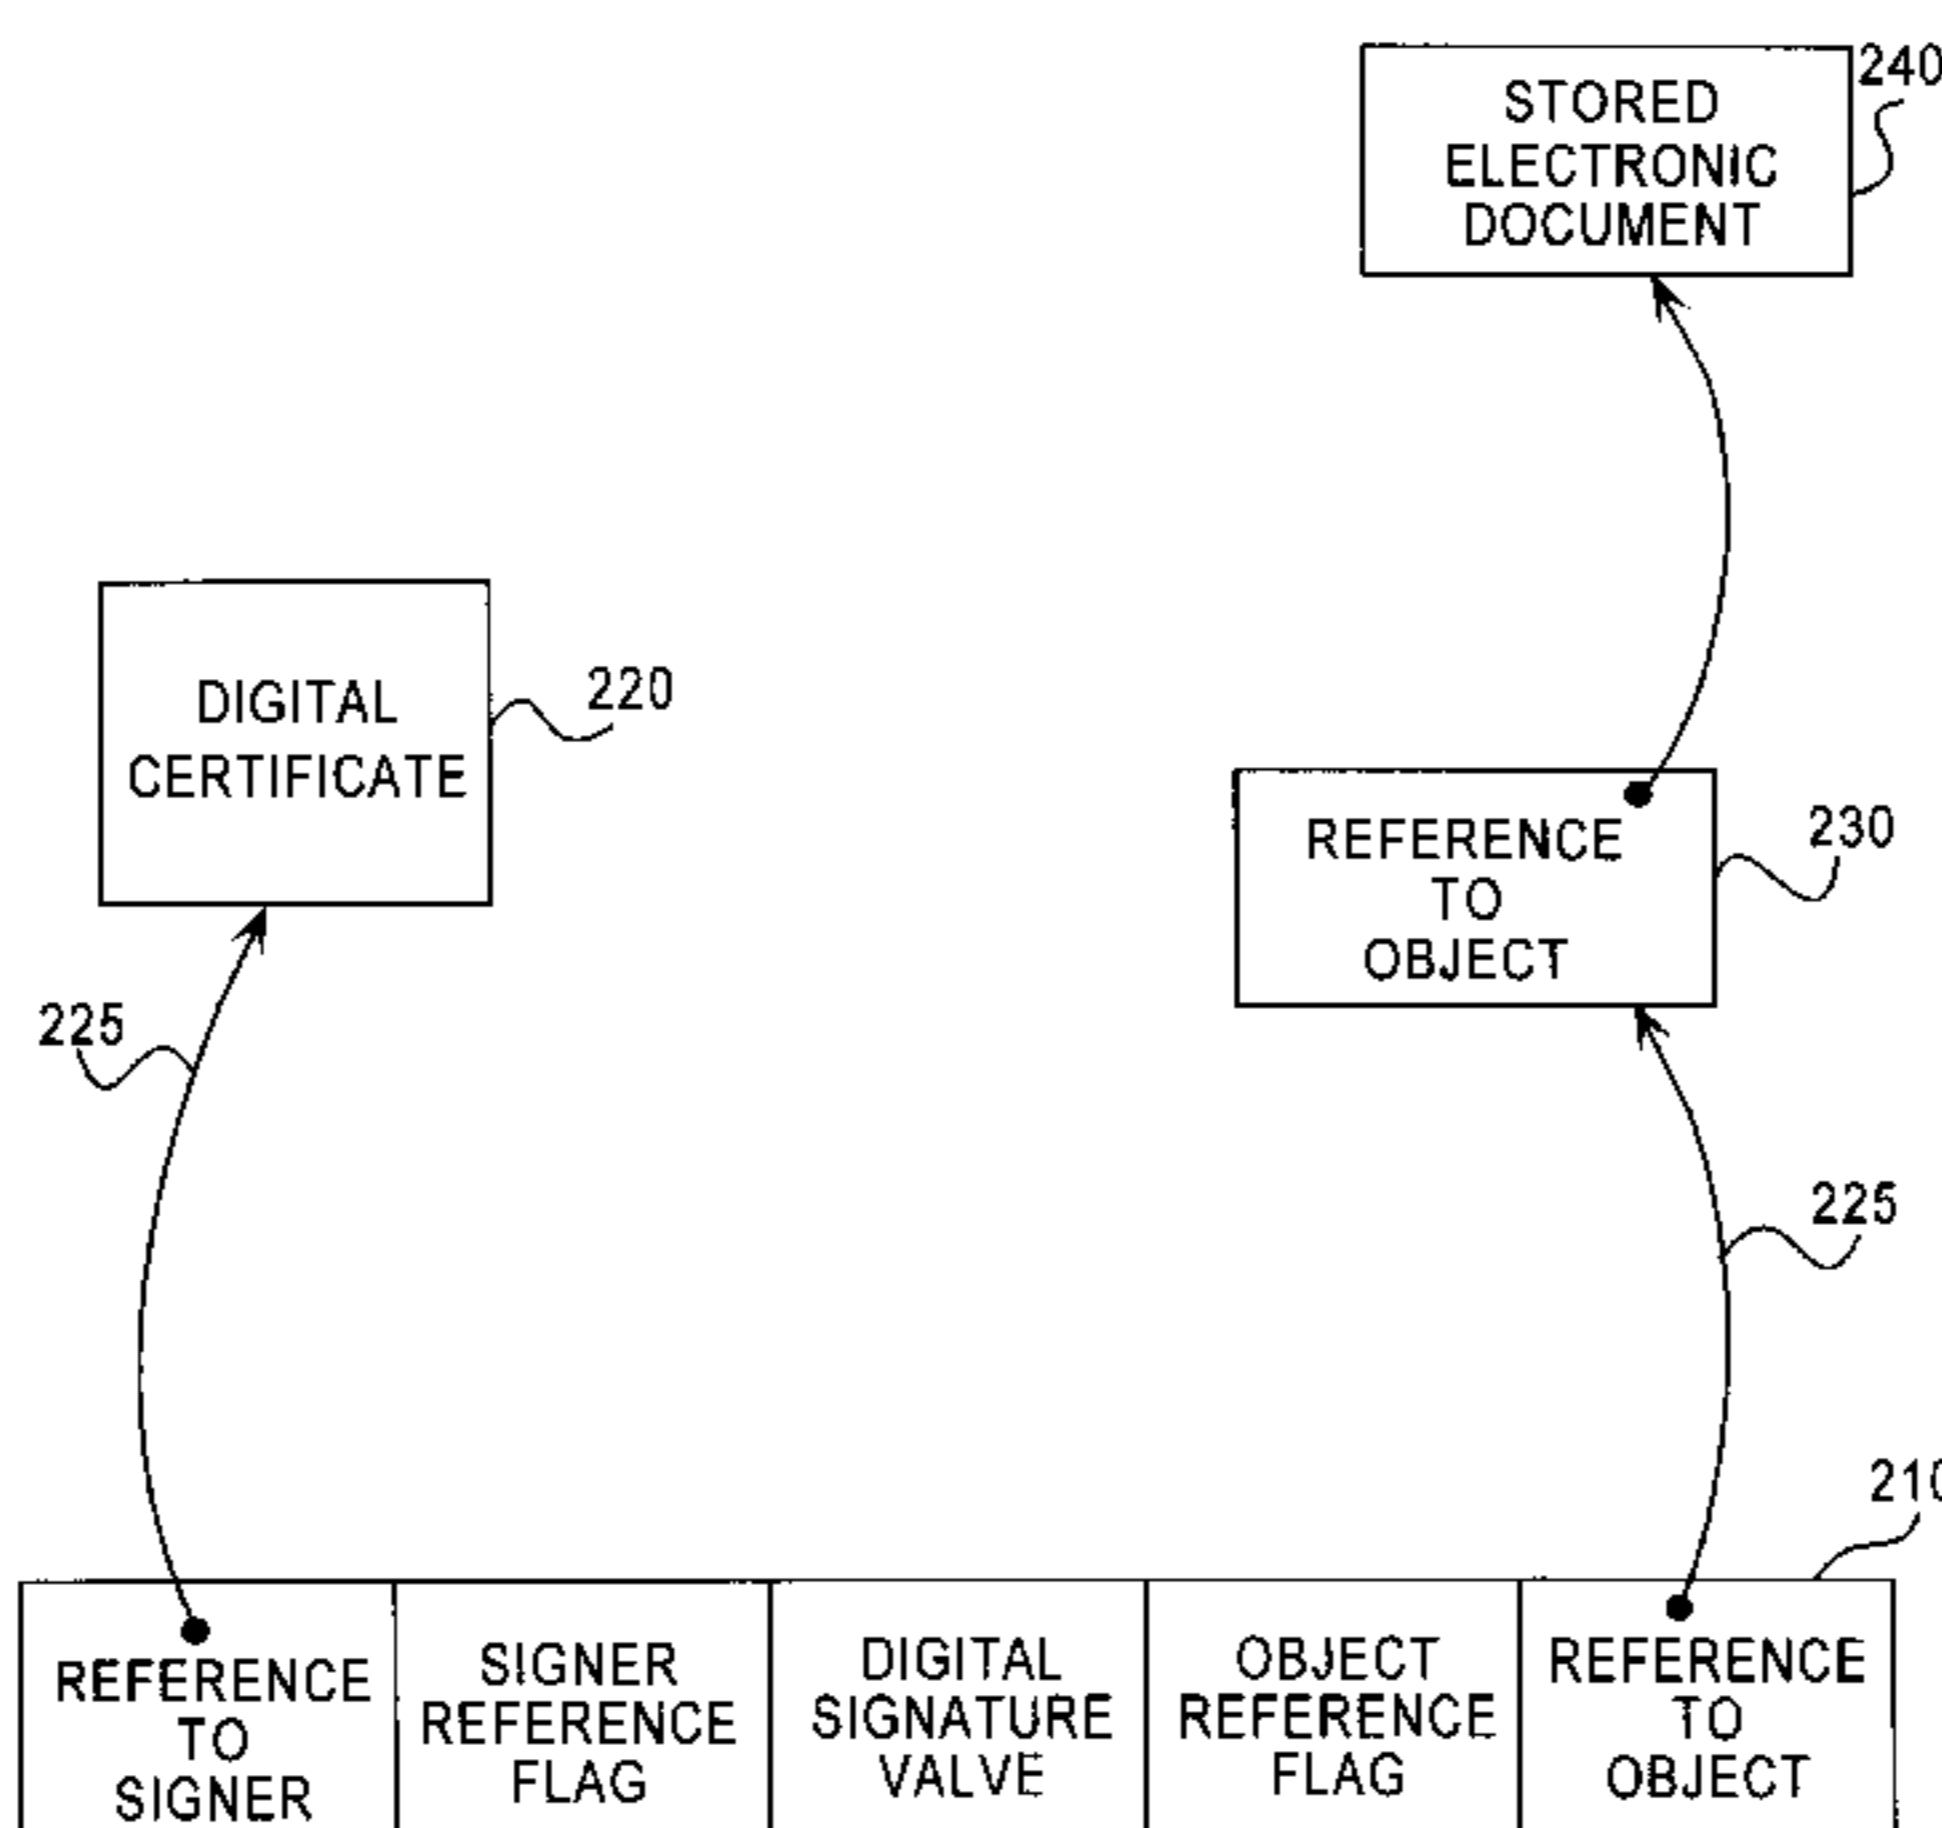 240
STORED
ELECTRONIC
DOCUMENT
220
DIGITAL
CERTIFICATE
230
REFERENCE
TO
OBJECT
225
225
210
REFERENCE
TO
SIGNER
SIGNER
REFERENCE
FLAG
DIGITAL
SIGNATURE
VALVE
OBJECT
REFERENCE
FLAG
REFERENCE
TO
OBJECT